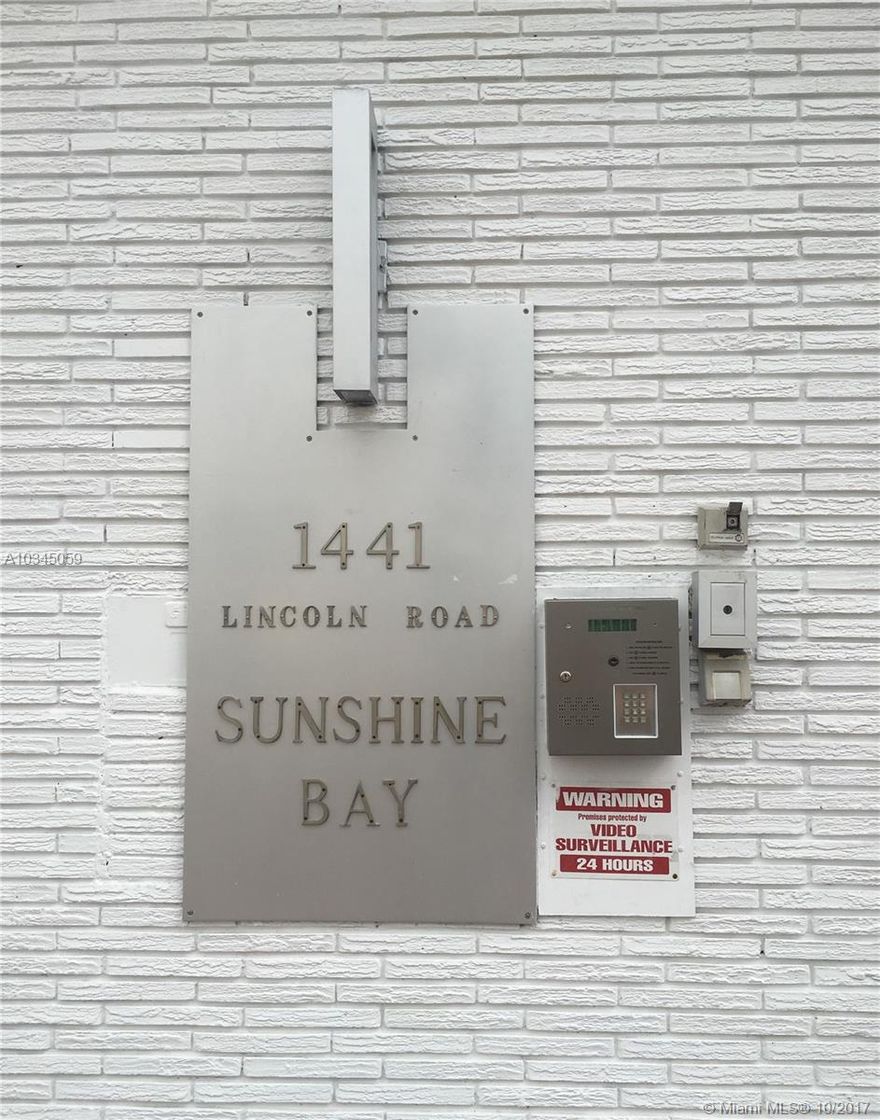 A10345059
1441
LINCOLN ROAD
SUNSHINE
BAY
WARNING
Premises protected by
VIDEO
SURVEILLANCE
24 HOURS
© Miami MLS® 10/2017